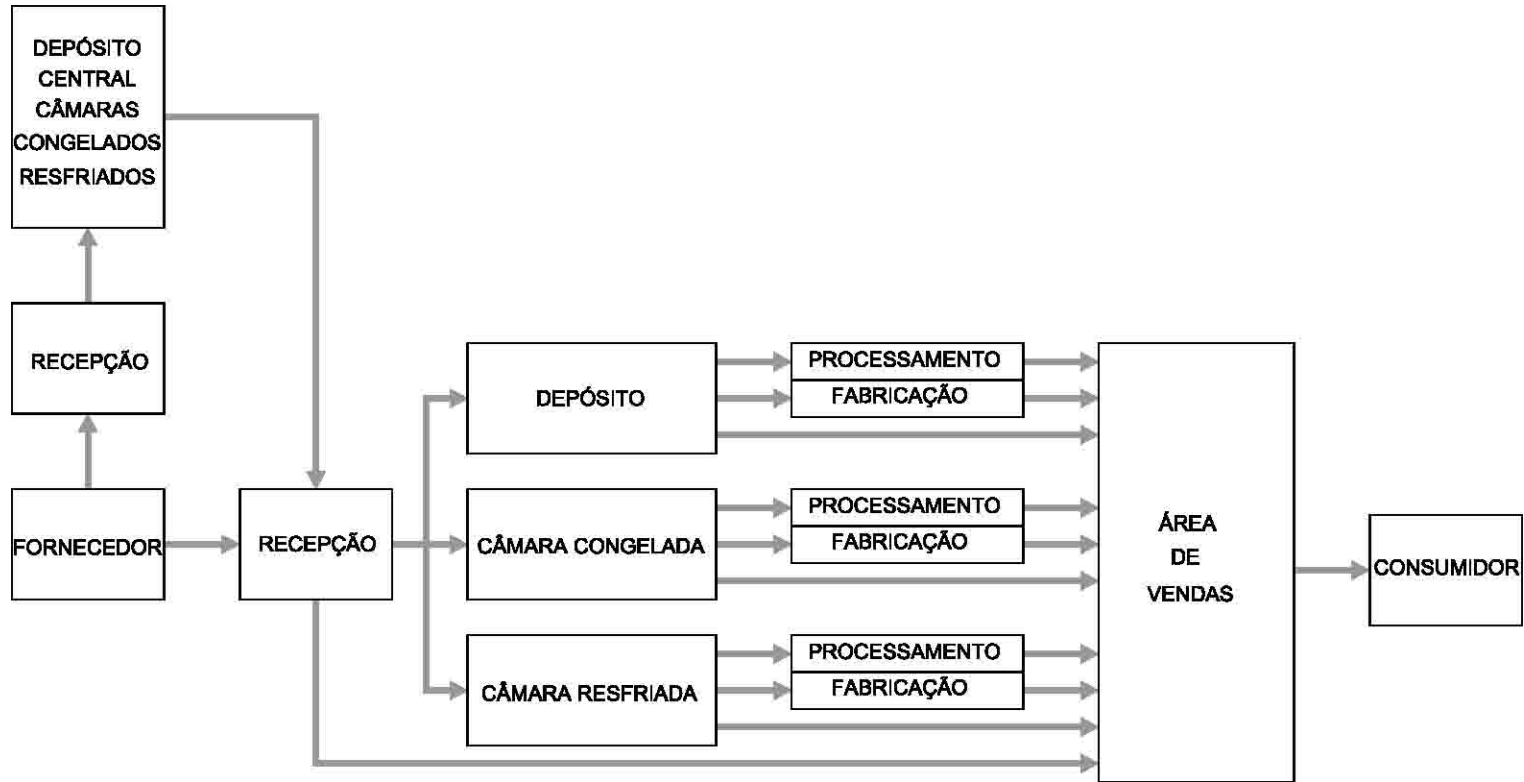 DEPÓSITO
CENTRAL
CÂMARAS
CONGELADOS
RESFRIADOS
RECEPÇÃO
FORNECEDOR
RECEPÇÃO
DEPÓSITO
PROCESSAMENTO
FABRICAÇÃO
CÂMARA CONGELADA
PROCESSAMENTO
FABRICAÇÃO
CÂMARA RESFRIADA
PROCESSAMENTO
FABRICAÇÃO
ÁREA
DE
VENDAS
CONSUMIDOR